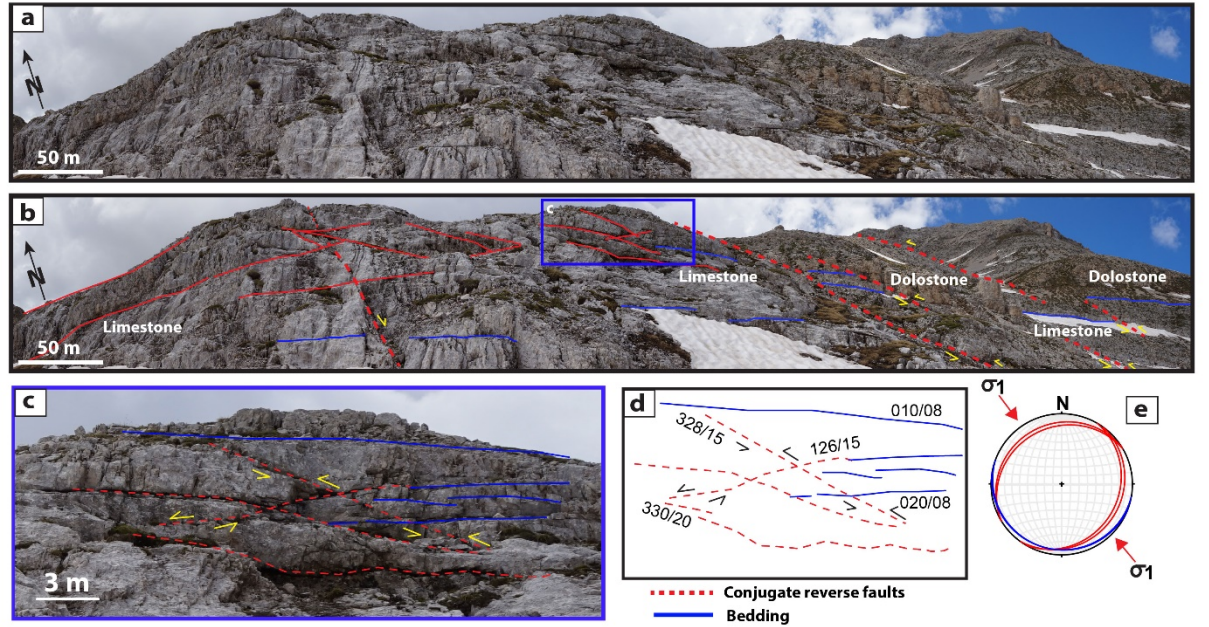 a
N
50 m
b
c
N
Limestone
Limestone
Dolostone
Dolostone
Limestone
50 m
c
3 m
d
010/08
328/15
126/15
020/08
330/20
σ1
N
e
σ1
Conjugate reverse faults
Bedding